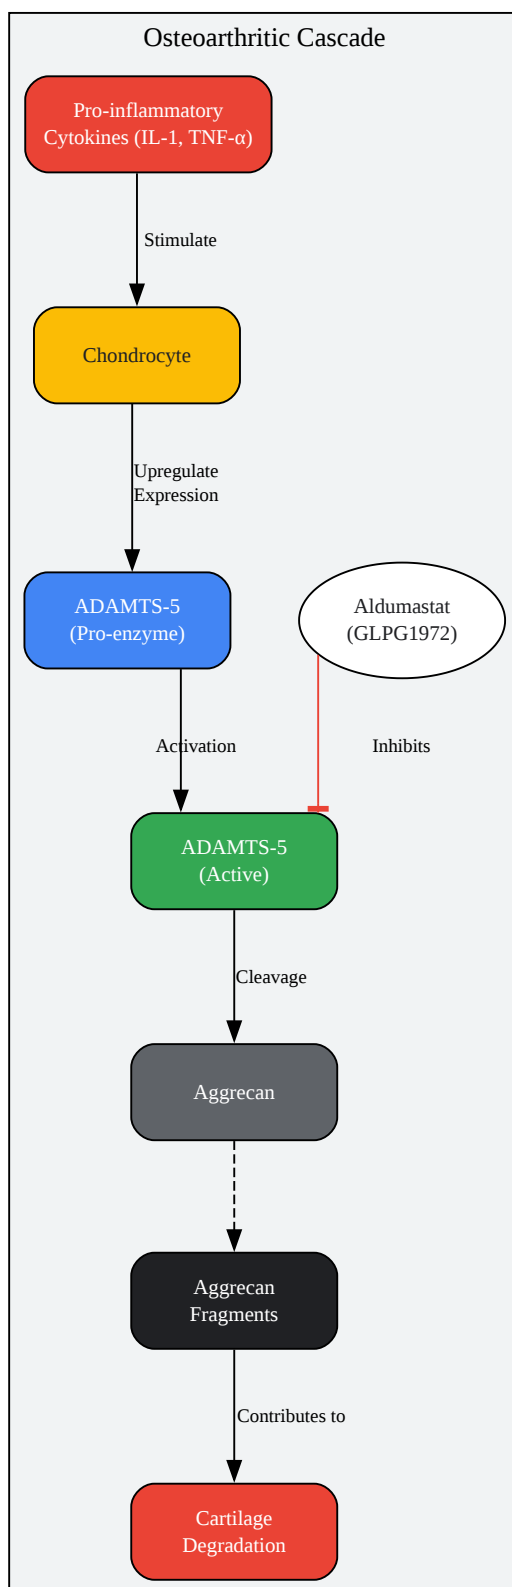 Osteoarthritic Cascade
Pro-inflammatory
Cytokines (IL-1, TNF-α)
Stimulate
Chondrocyte
Upregulate
Expression
ADAMTS-5
(Pro-enzyme)
Aldumastat
(GLPG1972)
Activation
Inhibits
ADAMTS-5
(Active)
Cleavage
Aggrecan
Aggrecan
Fragments
Contributes to
Cartilage
Degradation